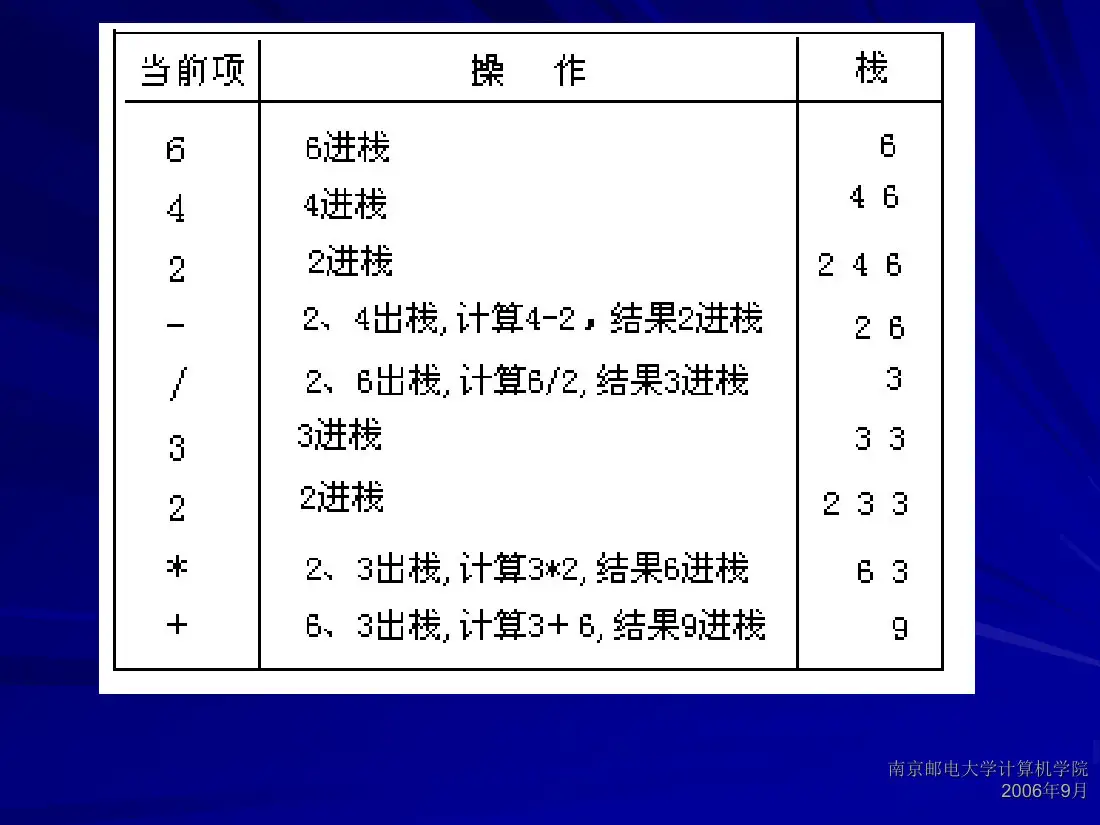 当前项 操 作 栈
6 6进栈 6
4 4进栈 4 6
2 2进栈 2 4 6
- 2、4出栈,计算4-2,结果2进栈 2 6
/ 2、6出栈,计算6/2,结果3进栈 3
3 3进栈 3 3
2 2进栈 2 3 3
* 2、3出栈,计算3*2,结果6进栈 6 3
+ 6、3出栈,计算3+6,结果9进栈 9
南京邮电大学计算机学院
2006年9月